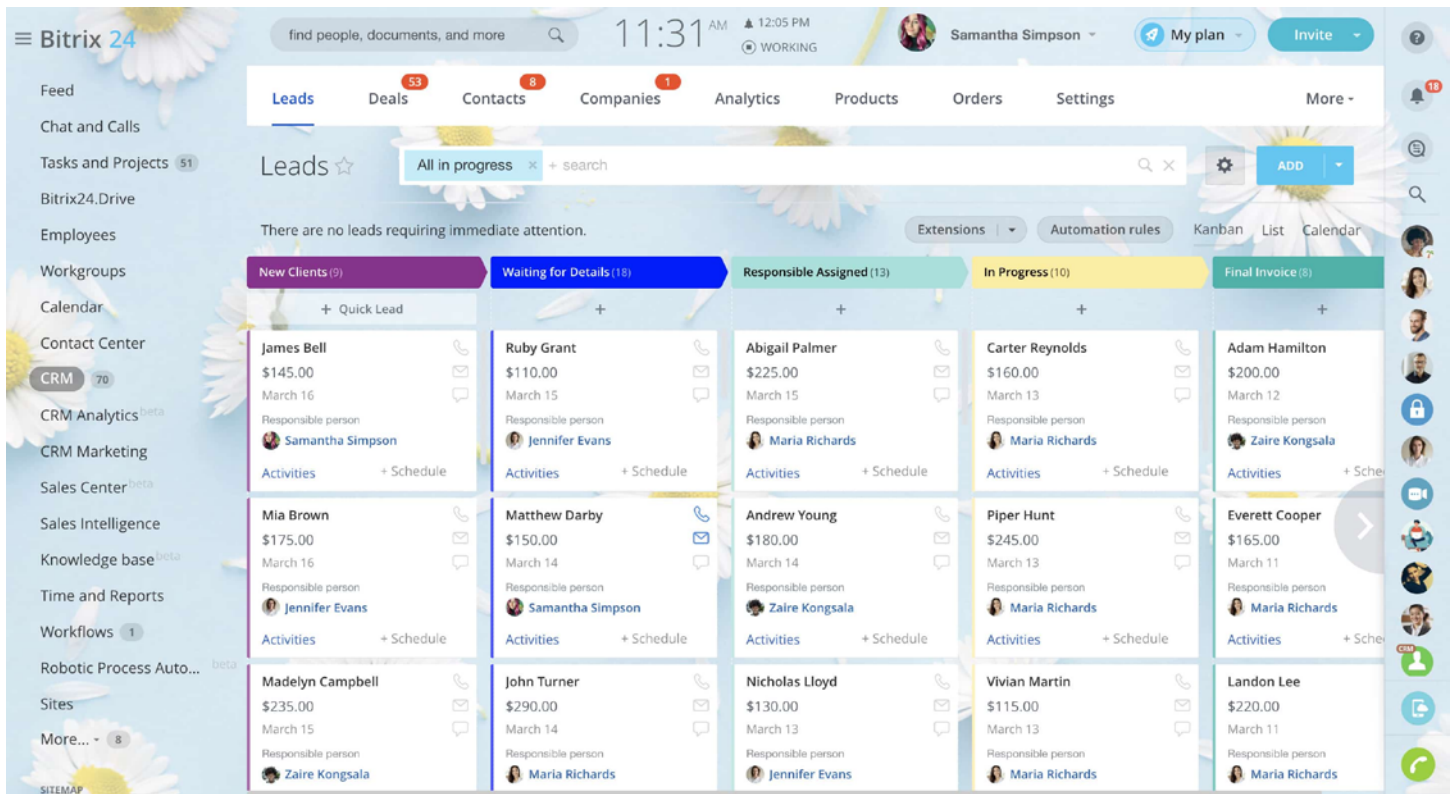 Bitrix 24
find people, documents, and more
11:31 AM
12:05 PM
WORKING
Samantha Simpson
My plan
Invite
Feed
Chat and Calls
Tasks and Projects 51
Bitrix24.Drive
Employees
Workgroups
Calendar
Contact Center
CRM 70
CRM Analytics beta
CRM Marketing
Sales Center beta
Sales Intelligence
Knowledge base beta
Time and Reports
Workflows 1
Robotic Process Auto... beta
Sites
More... 8
SITEMAP
Leads
Deals 53
Contacts 8
Companies 1
Analytics
Products
Orders
Settings
More
Leads
All in progress × + search
ADD
There are no leads requiring immediate attention.
Extensions
Automation rules
Kanban
List
Calendar
New Clients (9)
+ Quick Lead
James Bell
$145.00
March 16
Responsible person
Samantha Simpson
Activities + Schedule
Mia Brown
$175.00
March 16
Responsible person
Jennifer Evans
Activities + Schedule
Madelyn Campbell
$235.00
March 15
Responsible person
Zaire Kongsala
Waiting for Details (18)
+
Ruby Grant
$110.00
March 15
Responsible person
Jennifer Evans
Activities + Schedule
Matthew Darby
$150.00
March 14
Responsible person
Samantha Simpson
Activities + Schedule
John Turner
$290.00
March 14
Responsible person
Maria Richards
Responsible Assigned (13)
+
Abigail Palmer
$225.00
March 15
Responsible person
Maria Richards
Activities + Schedule
Andrew Young
$180.00
March 14
Responsible person
Zaire Kongsala
Activities + Schedule
Nicholas Lloyd
$130.00
March 13
Responsible person
Jennifer Evans
In Progress (10)
+
Carter Reynolds
$160.00
March 13
Responsible person
Maria Richards
Activities + Schedule
Piper Hunt
$245.00
March 13
Responsible person
Maria Richards
Activities + Schedule
Vivian Martin
$115.00
March 13
Responsible person
Maria Richards
Final Invoice (8)
+
Adam Hamilton
$200.00
March 12
Responsible person
Zaire Kongsala
Activities + Sche
Everett Cooper
$165.00
March 11
Responsible person
Maria Richards
Activities + Sche
Landon Lee
$220.00
March 11
Responsible person
Maria Richards
?
18
CRM